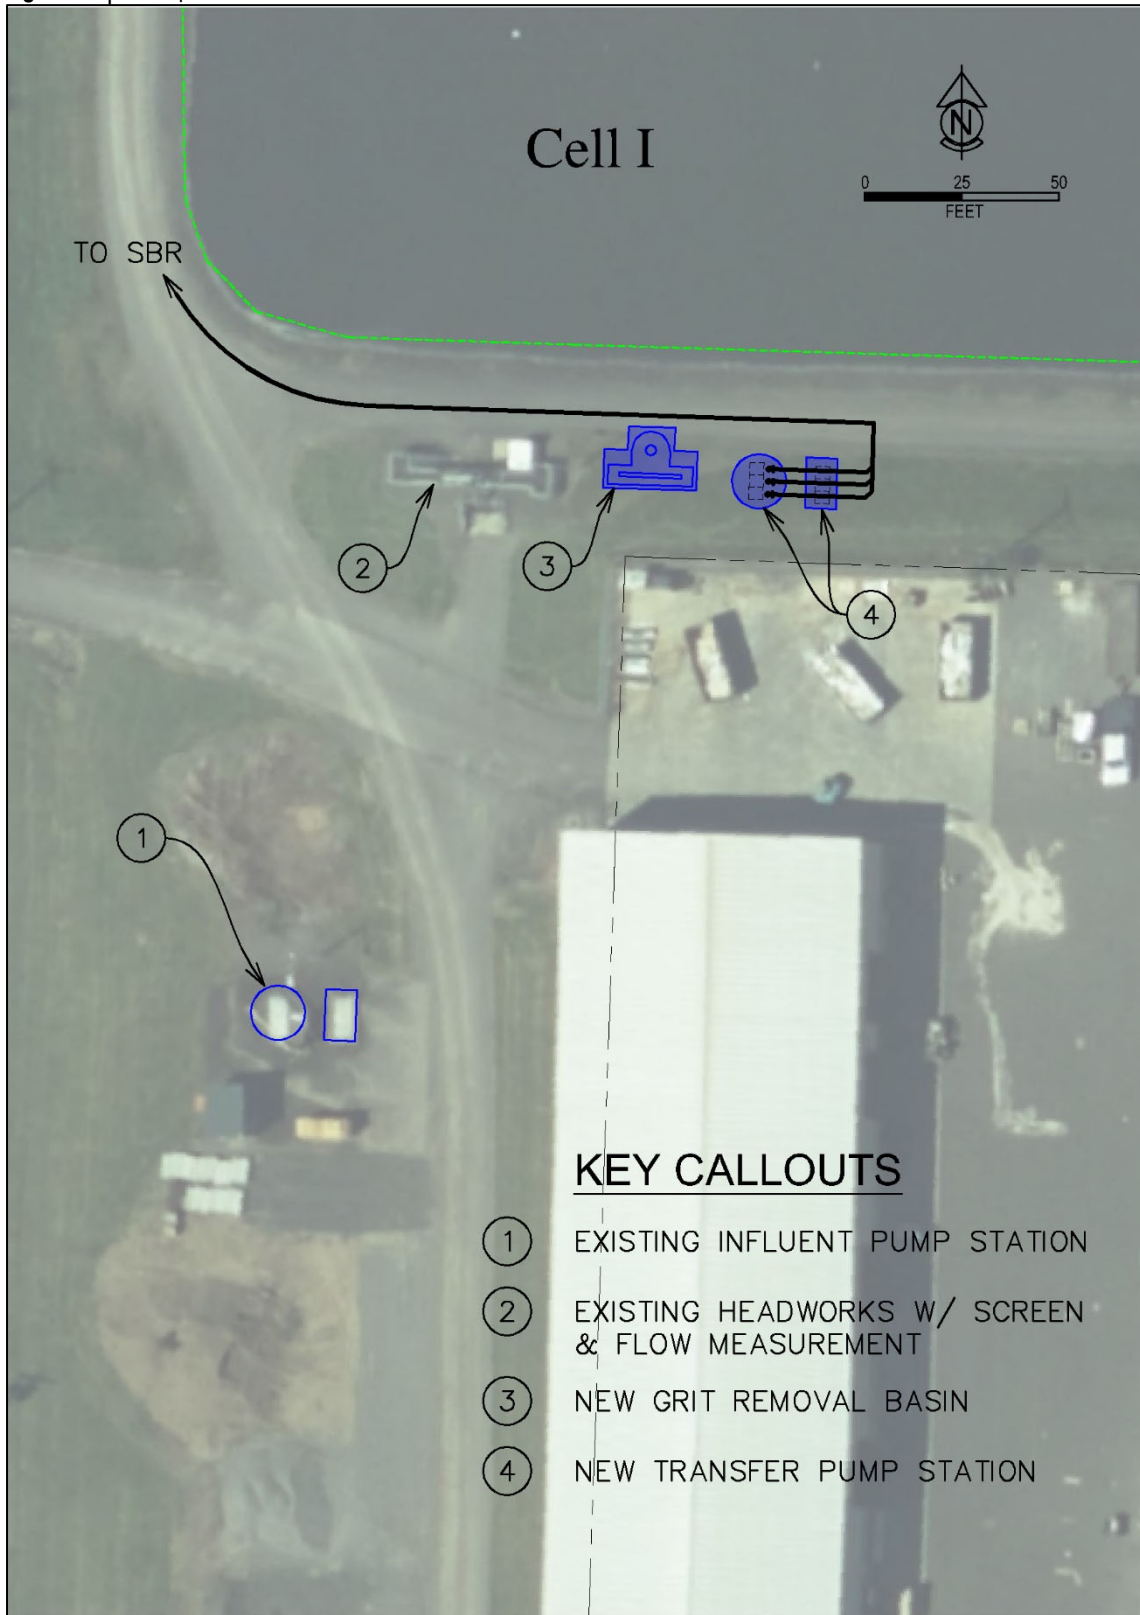 Cell I
N
0 25 50
FEET
TO SBR
2
3
4
1
KEY CALLOUTS
1 EXISTING INFLUENT PUMP STATION
2 EXISTING HEADWORKS W/ SCREEN
& FLOW MEASUREMENT
3 NEW GRIT REMOVAL BASIN
4 NEW TRANSFER PUMP STATION